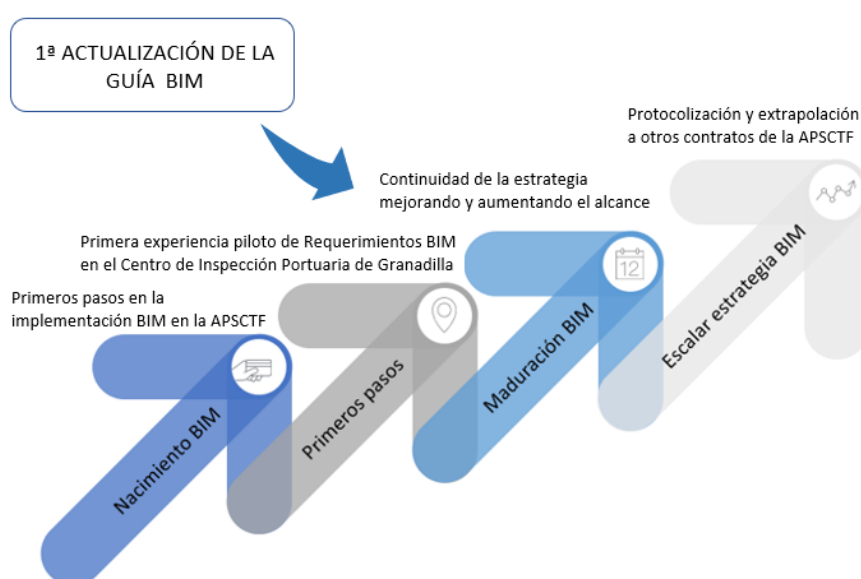 1ª ACTUALIZACIÓN DE LA
GUÍA BIM
Protocolización y extrapolación
a otros contratos de la APSCTF
Continuidad de la estrategia
mejorando y aumentando el alcance
Primera experiencia piloto de Requerimientos BIM
en el Centro de Inspección Portuaria de Granadilla
Primeros pasos en la
implementación BIM en la APSCTF
Nacimiento BIM
Primeros pasos
Maduración BIM
12
Escalar estrategia BIM